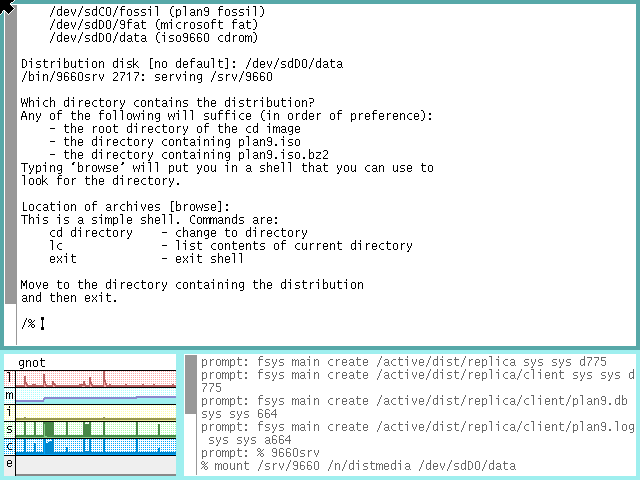 /dev/sdC0/fossil (plan9 fossil)
/dev/sdD0/9fat (microsoft fat)
/dev/sdD0/data (iso9660 cdrom)
Distribution disk [no default]: /dev/sdD0/data
/bin/9660srv 2717: serving /srv/9660
Which directory contains the distribution?
Any of the following will suffice (in order of preference):
- the root directory of the cd image
- the directory containing plan9.iso
- the directory containing plan9.iso.bz2
Typing ‘browse’ will put you in a shell that you can use to
look for the directory.
Location of archives [browse]:
This is a simple shell. Commands are:
cd directory - change to directory
lc - list contents of current directory
exit - exit shell
Move to the directory containing the distribution
and then exit.
/%
gnot
l
m
i
s
c
e
prompt: fsys main create /active/dist/replica sys sys d775
prompt: fsys main create /active/dist/replica/client sys sys d
775
prompt: fsys main create /active/dist/replica/client/plan9.db
sys sys 664
prompt: fsys main create /active/dist/replica/client/plan9.log
sys sys a664
prompt: % 9660srv
% mount /srv/9660 /n/distmedia /dev/sdD0/data